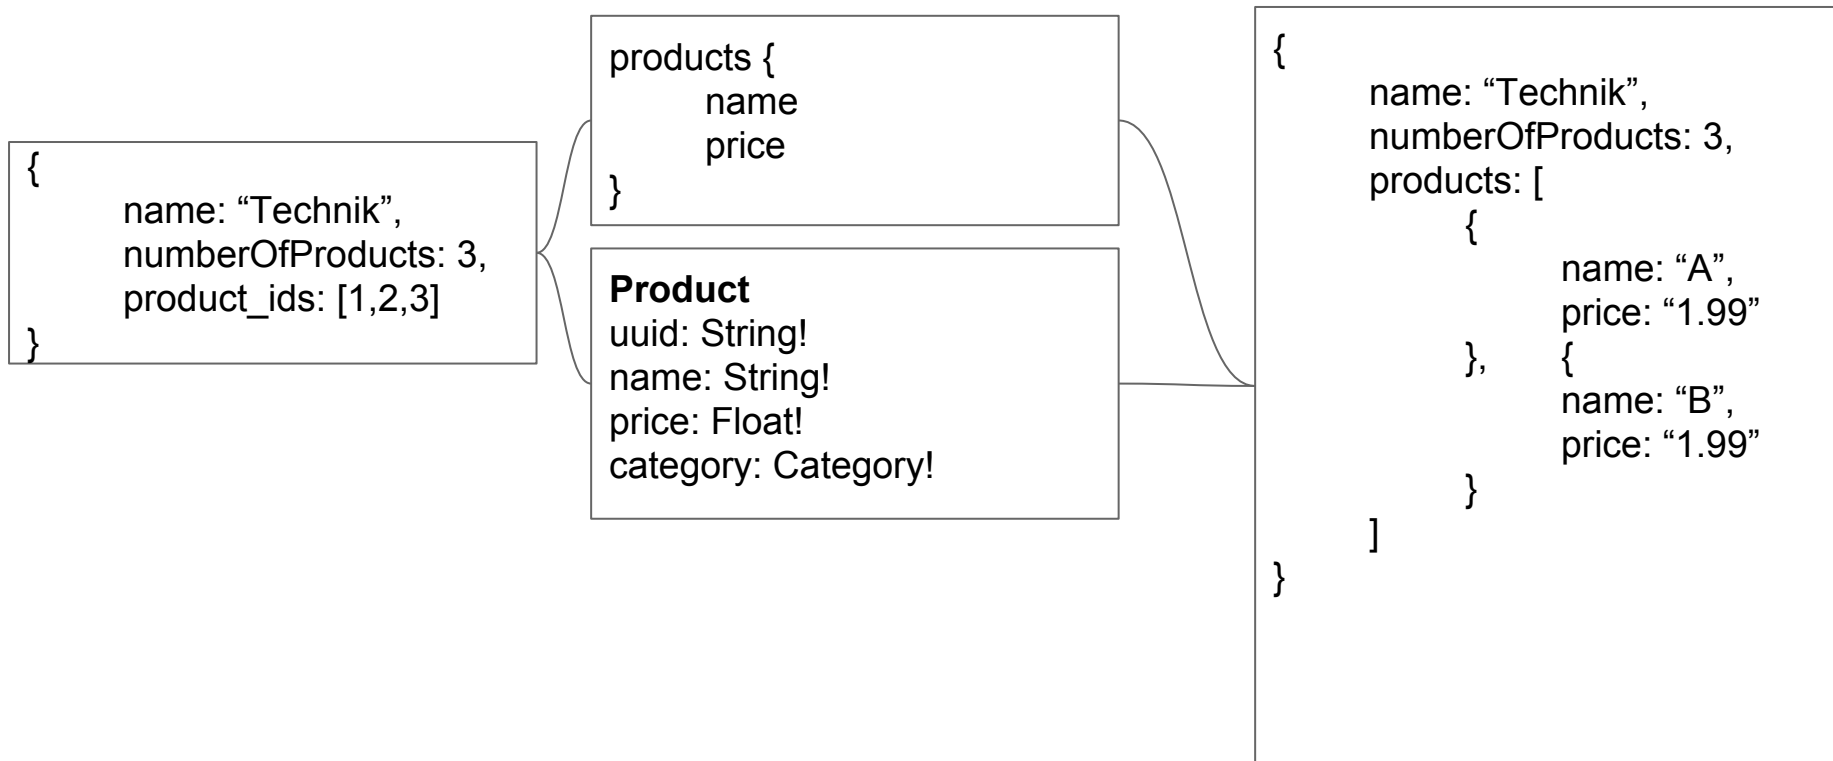 {
name: “Technik”,
numberOfProducts: 3,
product_ids: [1,2,3]
}
products {
name
price
}
Product
uuid: String!
name: String!
price: Float!
category: Category!
{
name: “Technik”,
numberOfProducts: 3,
products: [
{
name: “A”,
price: “1.99”
}, {
name: “B”,
price: “1.99”
}
]
}